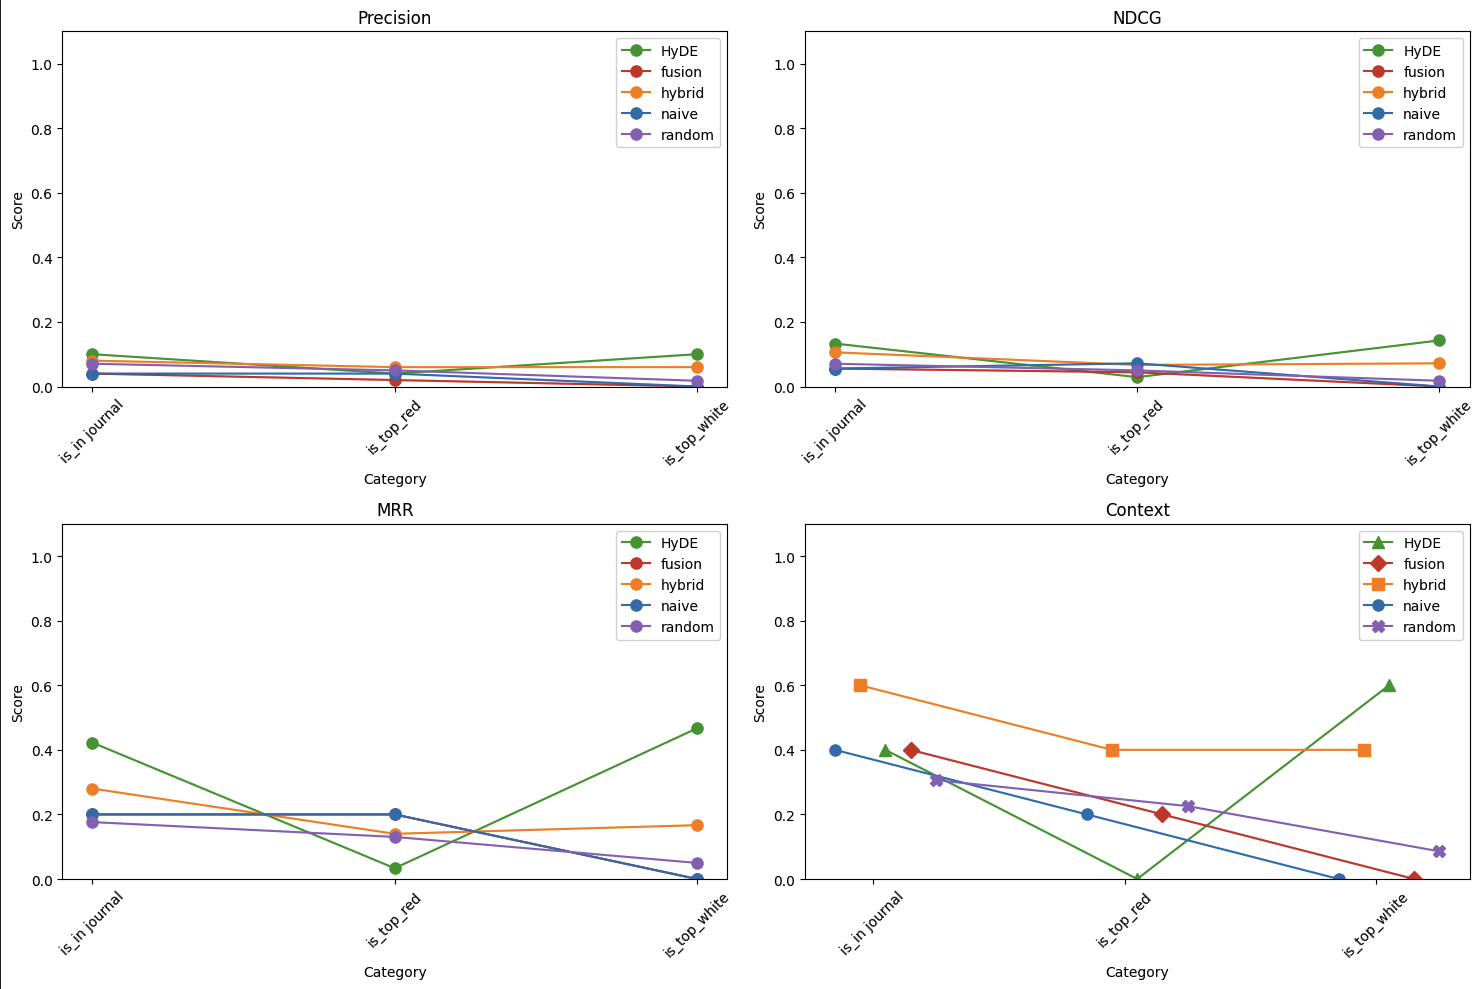 Precision
Score
1.0
0.8
0.6
0.4
0.2
0.0
HyDE
fusion
hybrid
naive
random
is_in journal
is_top_red
is_top_white
Category
NDCG
Score
1.0
0.8
0.6
0.4
0.2
0.0
HyDE
fusion
hybrid
naive
random
is_in journal
is_top_red
is_top_white
Category
MRR
Score
1.0
0.8
0.6
0.4
0.2
0.0
HyDE
fusion
hybrid
naive
random
is_in journal
is_top_red
is_top_white
Category
Context
Score
1.0
0.8
0.6
0.4
0.2
0.0
HyDE
fusion
hybrid
naive
random
is_in journal
is_top_red
is_top_white
Category